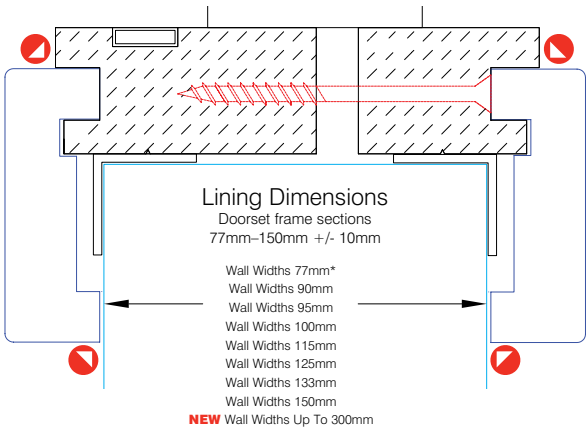 Lining Dimensions
Doorset frame sections
77mm–150mm +/- 10mm
Wall Widths 77mm*
Wall Widths 90mm
Wall Widths 95mm
Wall Widths 100mm
Wall Widths 115mm
Wall Widths 125mm
Wall Widths 133mm
Wall Widths 150mm
NEW Wall Widths Up To 300mm